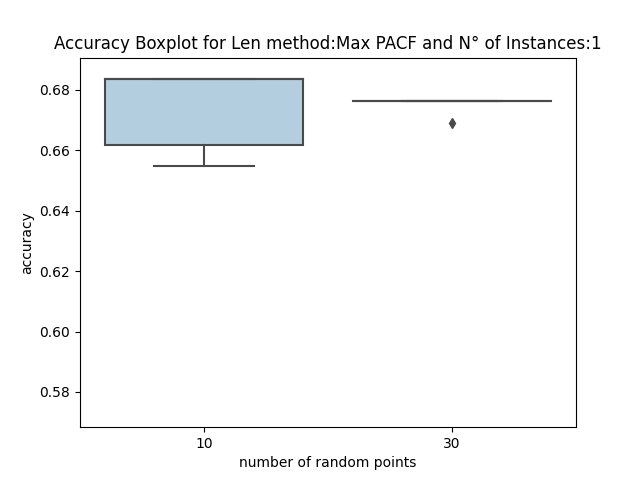 Accuracy Boxplot for Len method:Max PACF and N° of Instances:1
accuracy
0.68
0.66
0.64
0.62
0.60
0.58
10 30
number of random points